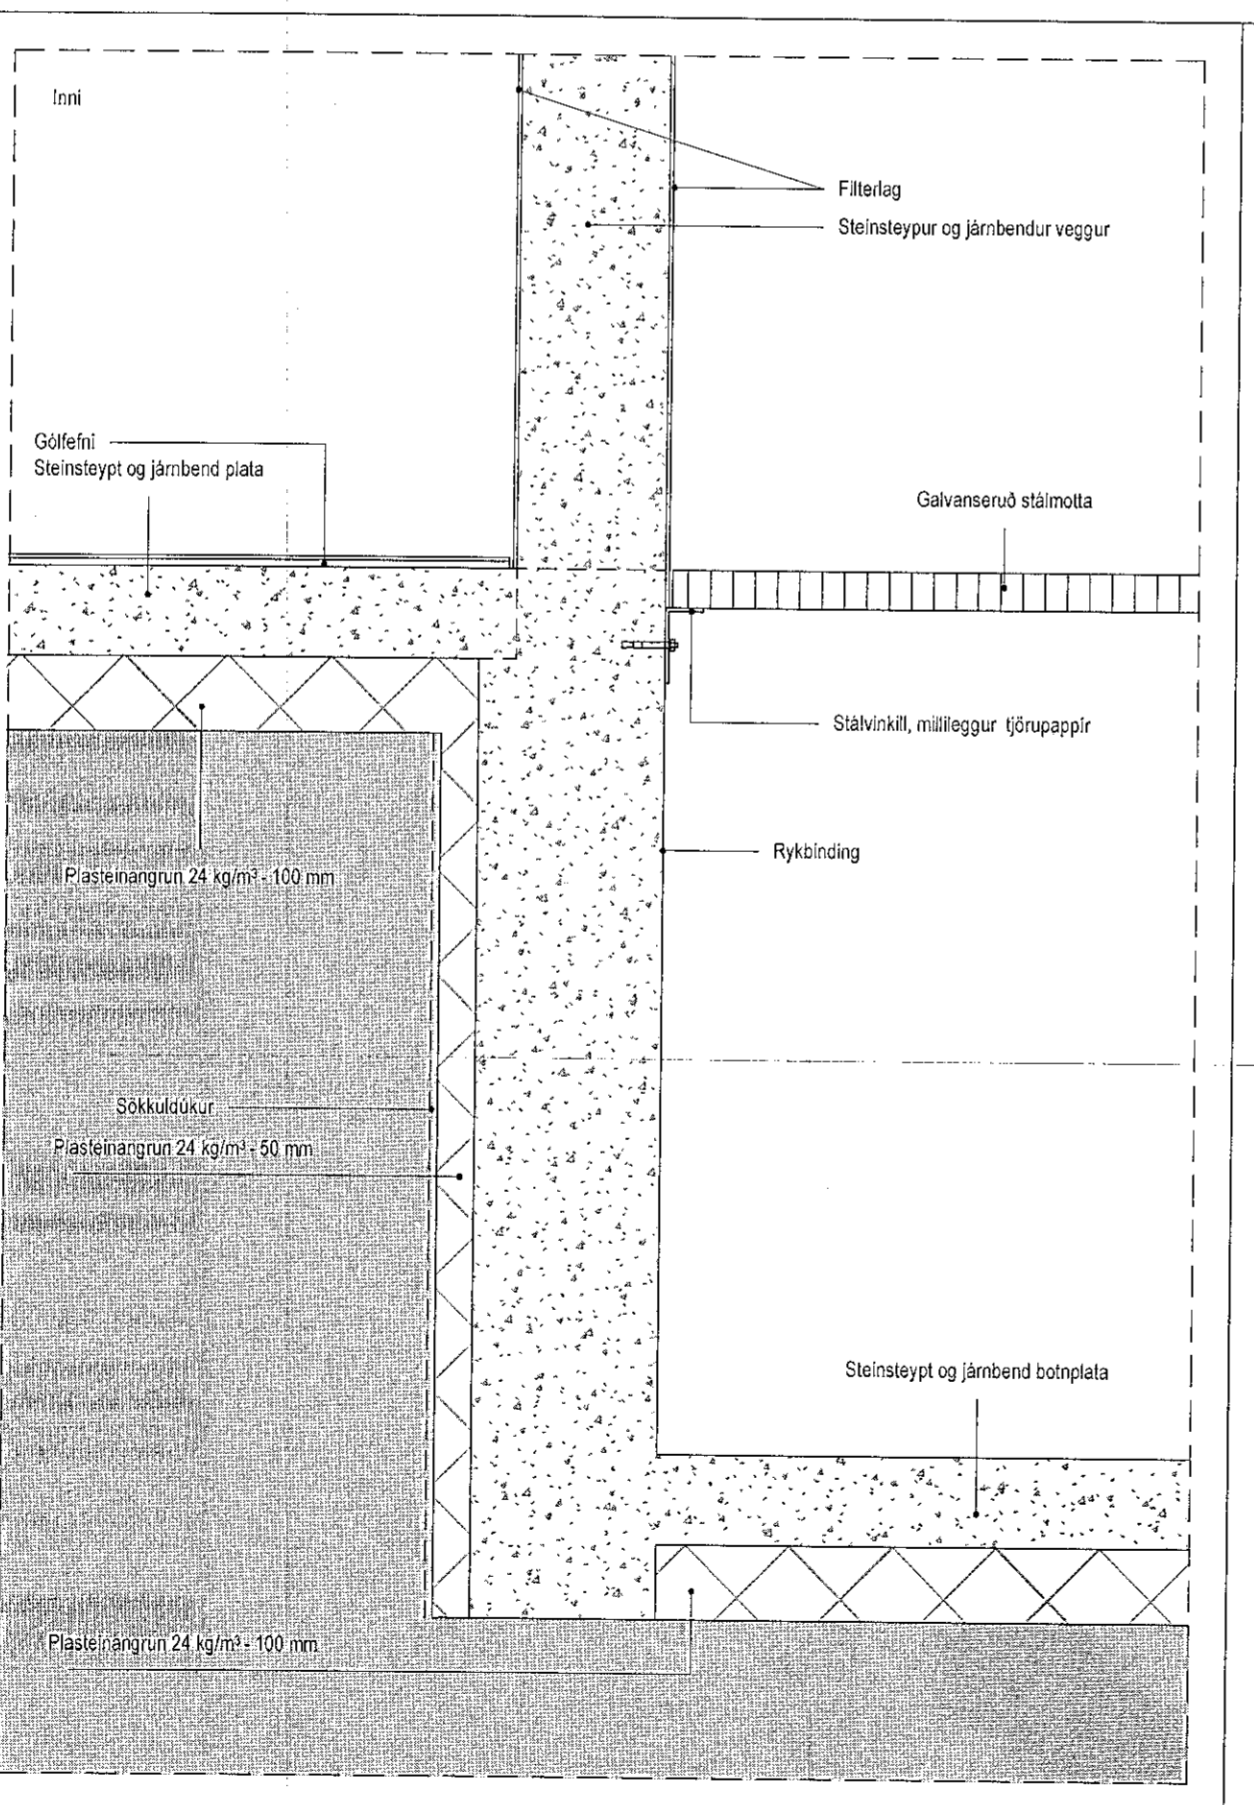 Inni
Filterlag
Steinsteypur og járnbendur veggur
Gólfefni
Steinsteypt og járnbend plata
Galvanseruð stálmotta
Stálvinkill, millileggur tjörupappír
Rykbinding
Plasteinangrun 24 kg/m³ - 100 mm
Sökkuldúkur
Plasteinangrun 24 kg/m³ - 50 mm
Steinsteypt og járnbend botnplata
Plasteinangrun 24 kg/m³ - 100 mm